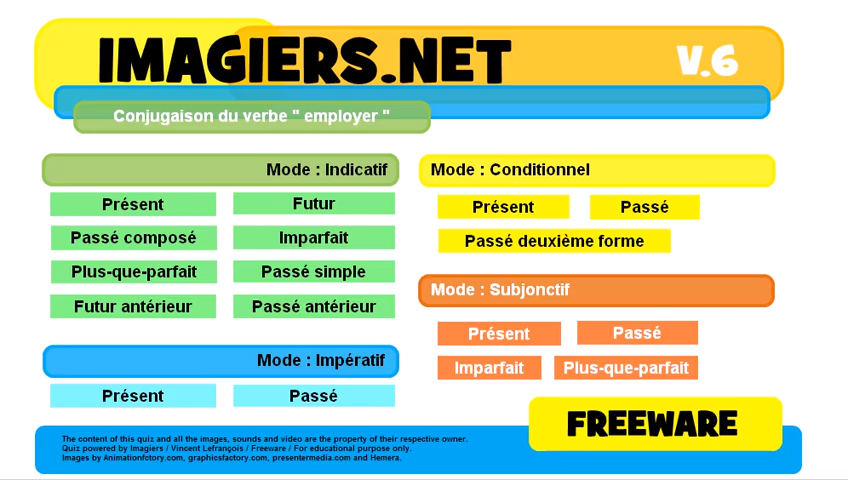 IMAGIERS.NET
V.6
Conjugaison du verbe " employer "
Mode : Indicatif
Présent
Futur
Passé composé
Imparfait
Plus-que-parfait
Passé simple
Futur antérieur
Passé antérieur
Mode : Impératif
Présent
Passé
Mode : Conditionnel
Présent
Passé
Passé deuxième forme
Mode : Subjonctif
Présent
Passé
Imparfait
Plus-que-parfait
FREEWARE
The content of this quiz and all the images, sounds and video are the property of their respective owner.
Quiz powered by Imagiers / Vincent Lefrançois / Freeware / For educational purpose only.
Images by Animationfctory.com, graphicsfactory.com, presentermedia.com and Hemera.